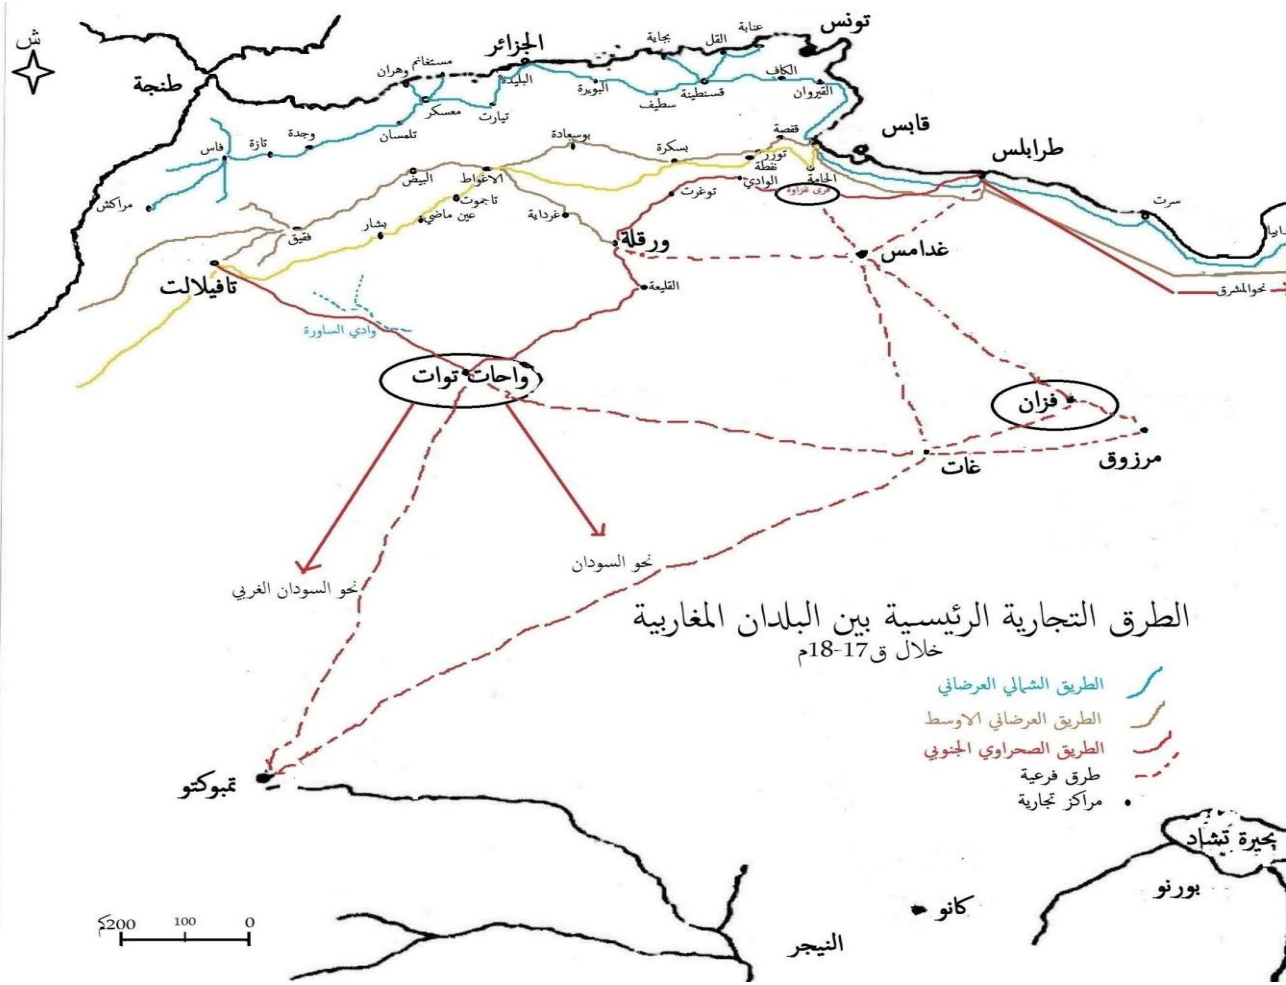 ش
تونس
عنابة
القل
بجاية
الجزائر
مستغانم
وهران
طنجة
الكاف
القيروان
قسنطينة
سطيف
البويرة
البليدة
تيارت
معسكر
تلمسان
وجدة
تازة
فاس
مراكش
قابس
طرابلس
سرت
قفصة
توزر
نفطة
الحامة
الوادي
قرى نفزاوة
بسكرة
بوسعادة
توغرت
الاغواط
البيض
تاجموت
عين ماضي
بشار
فقيق
غرداية
ورقلة
غدامس
القليعة
نحوالمشرق
تافيلالت
وادي الساورة
واحات توات
فزان
مرزوق
غات
نحو السودان
نحو السودان الغربي
الطرق التجارية الرئيسية بين البلدان المغاربية
خلال ق17-18م
الطريق الشمالي العرضاني
الطريق العرضاني الاوسط
الطريق الصحراوي الجنوبي
طرق فرعية
مراكز تجارية
تمبوكتو
بحيرة تشاد
بورنو
كانو
النيجر
200كم 100 0